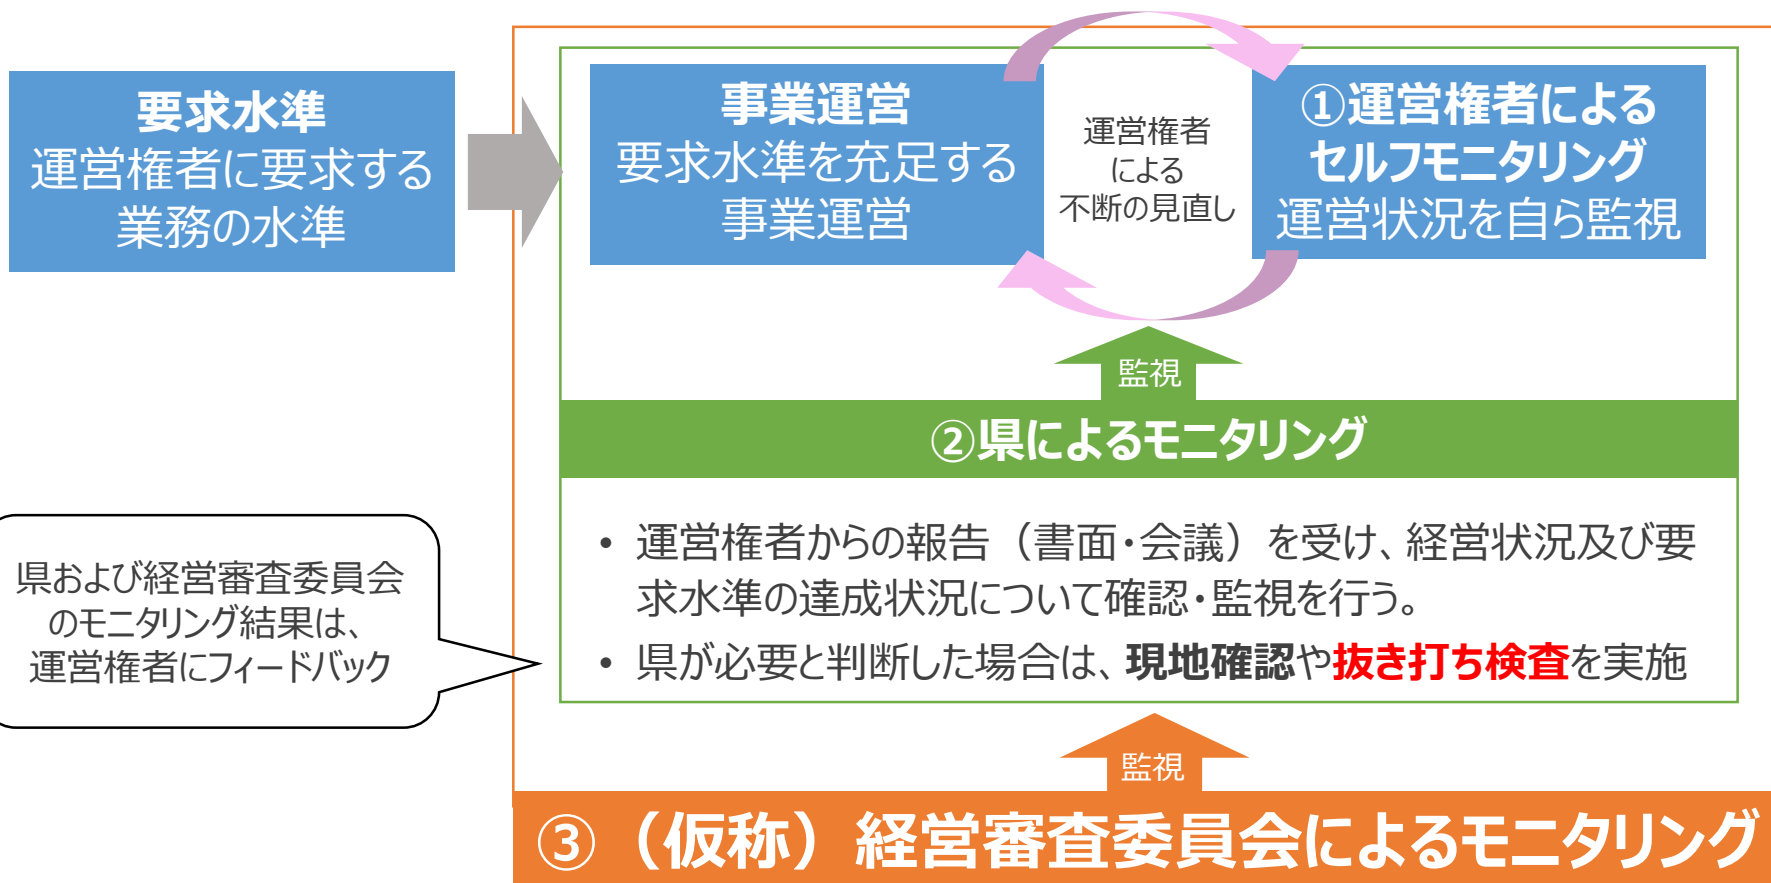 要求水準
運営権者に要求する
業務の水準
事業運営
要求水準を充足する
事業運営
運営権者
による
不断の見直し
①運営権者による
セルフモニタリング
運営状況を自ら監視
監視
②県によるモニタリング
• 運営権者からの報告（書面・会議）を受け、経営状況及び要
求水準の達成状況について確認・監視を行う。
• 県が必要と判断した場合は、現地確認や抜き打ち検査を実施
県および経営審査委員会
のモニタリング結果は、
運営権者にフィードバック
監視
③（仮称）経営審査委員会によるモニタリング